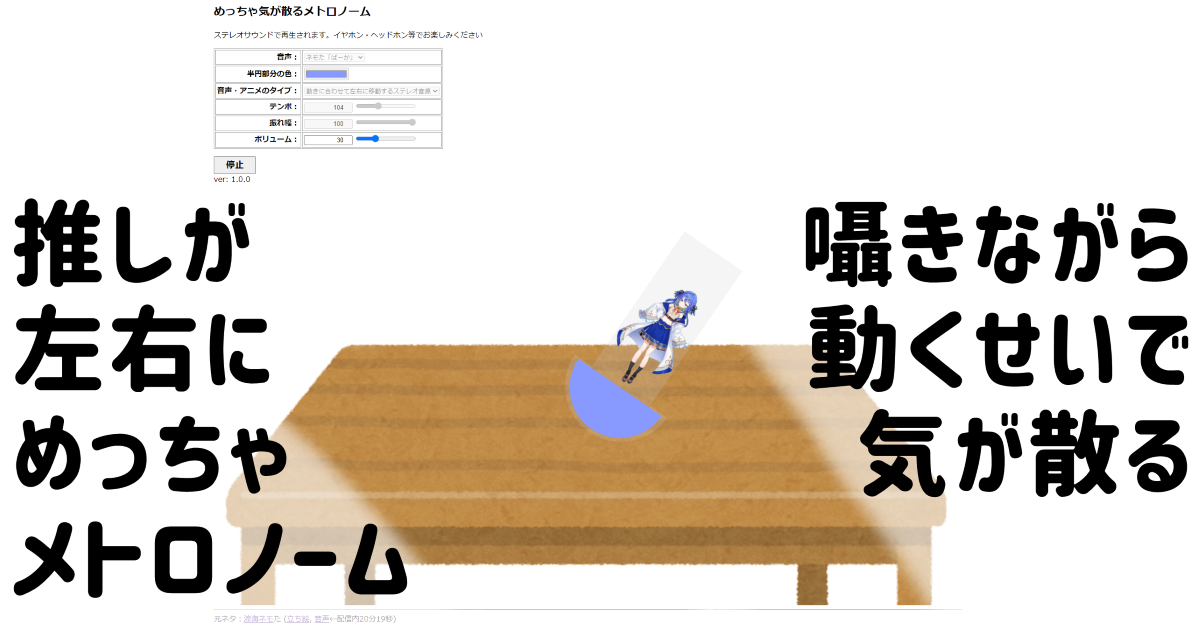 めっちゃ気が散るメトロノーム
ステレオサウンドで再生されます。イヤホン・ヘッドホン等でお楽しみください
音声： ネモた「ばーか」
半円部分の色：
音声・アニメのタイプ： 動きに合わせて左右に移動するステレオ音源
テンポ： 104
振れ幅： 100
ボリューム： 30
停止
ver: 1.0.0
推しが
左右に
めっちゃ
メトロノーム
囁きながら
動くせいで
気が散る
元ネタ：涼海ネモた (立ち絵, 音声←配信内20分19秒)